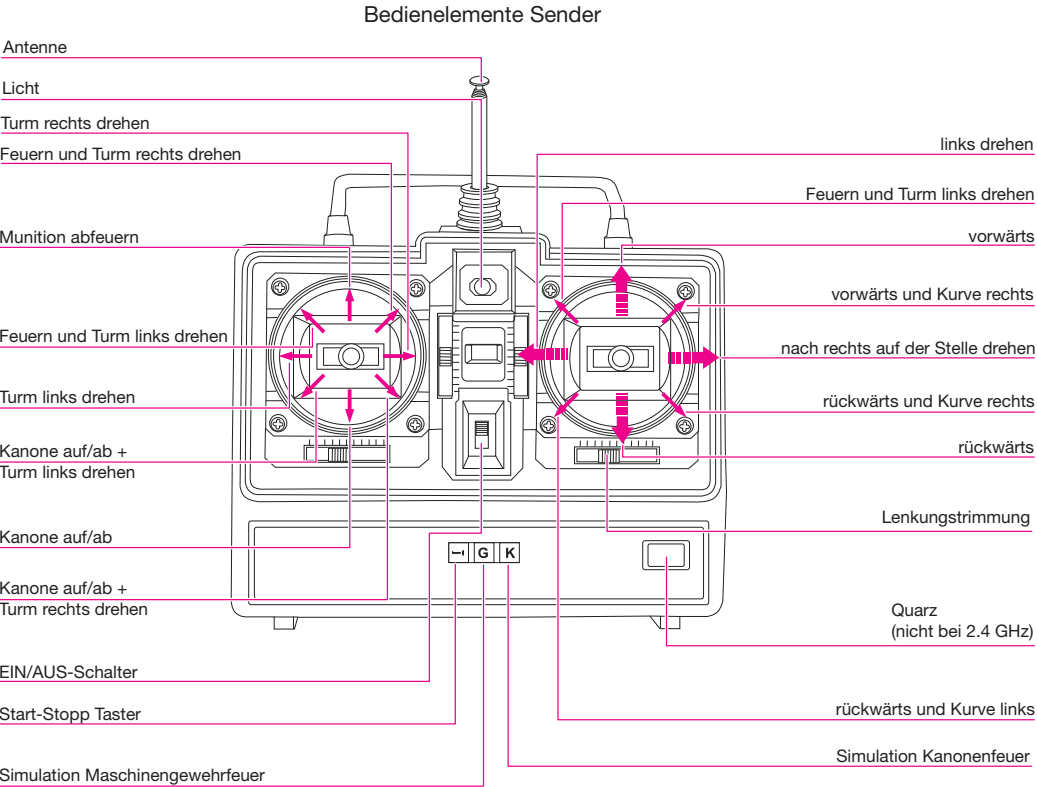 Bedienelemente Sender
Antenne
Licht
Turm rechts drehen
Feuern und Turm rechts drehen
Munition abfeuern
Feuern und Turm links drehen
Turm links drehen
Kanone auf/ab +
Turm links drehen
Kanone auf/ab
Kanone auf/ab +
Turm rechts drehen
EIN/AUS-Schalter
Start-Stopp Taster
Simulation Maschinengewehrfeuer
links drehen
Feuern und Turm links drehen
vorwärts
vorwärts und Kurve rechts
nach rechts auf der Stelle drehen
rückwärts und Kurve rechts
rückwärts
Lenkungstrimmung
I G K
Quarz
(nicht bei 2.4 GHz)
rückwärts und Kurve links
Simulation Kanonenfeuer